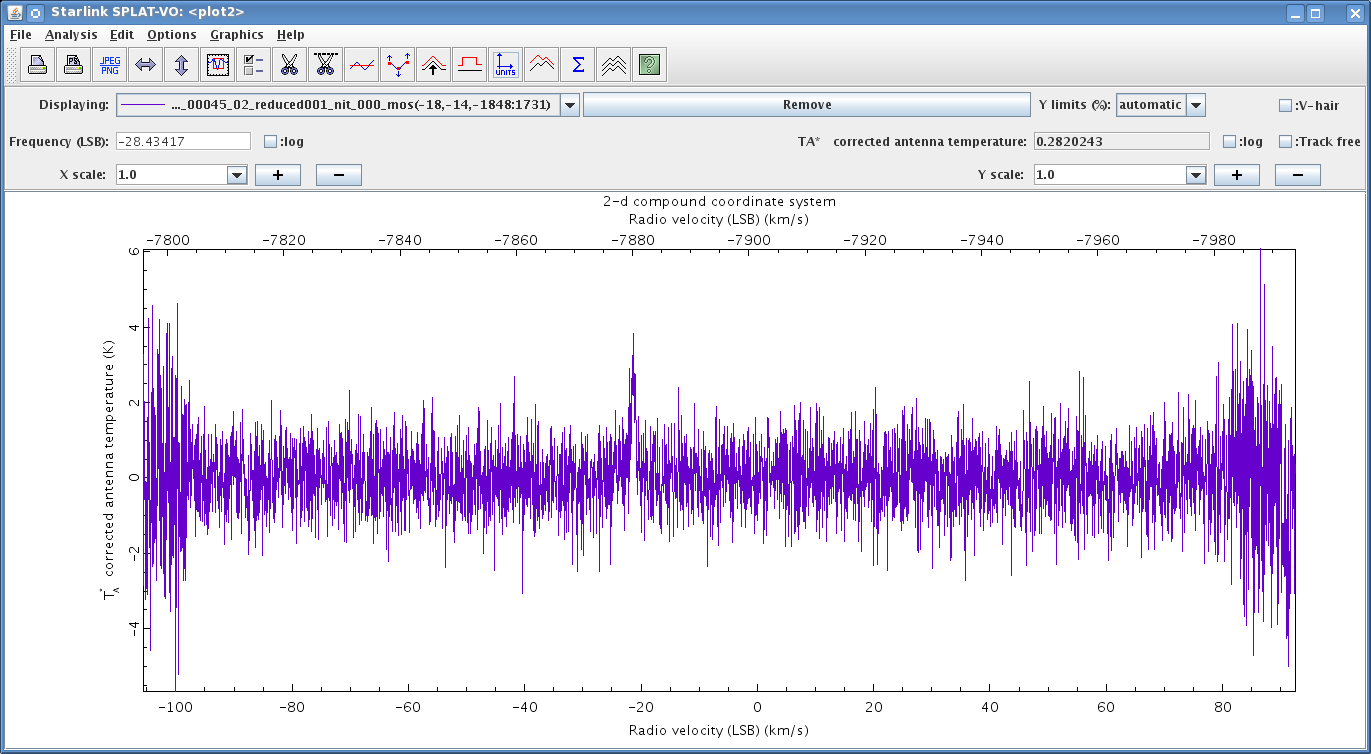 Starlink SPLAT-VO: <plot2>
File Analysis Edit Options Graphics Help
JPEG PNG UNITS Σ ?
Displaying: ..._00045_02_reduced001_nit_000_mos(-18,-14,-1848:1731) Remove Y limits (%): automatic :V-hair
Frequency (LSB): -28.43417 :log TA* corrected antenna temperature: 0.2820243 :log :Track free
X scale: 1.0 + - Y scale: 1.0 + -
2-d compound coordinate system
Radio velocity (LSB) (km/s)
-7800 -7820 -7840 -7860 -7880 -7900 -7920 -7940 -7960 -7980
6
4
2
0
-2
-4
T*A corrected antenna temperature (K)
-100 -80 -60 -40 -20 0 20 40 60 80
Radio velocity (LSB) (km/s)